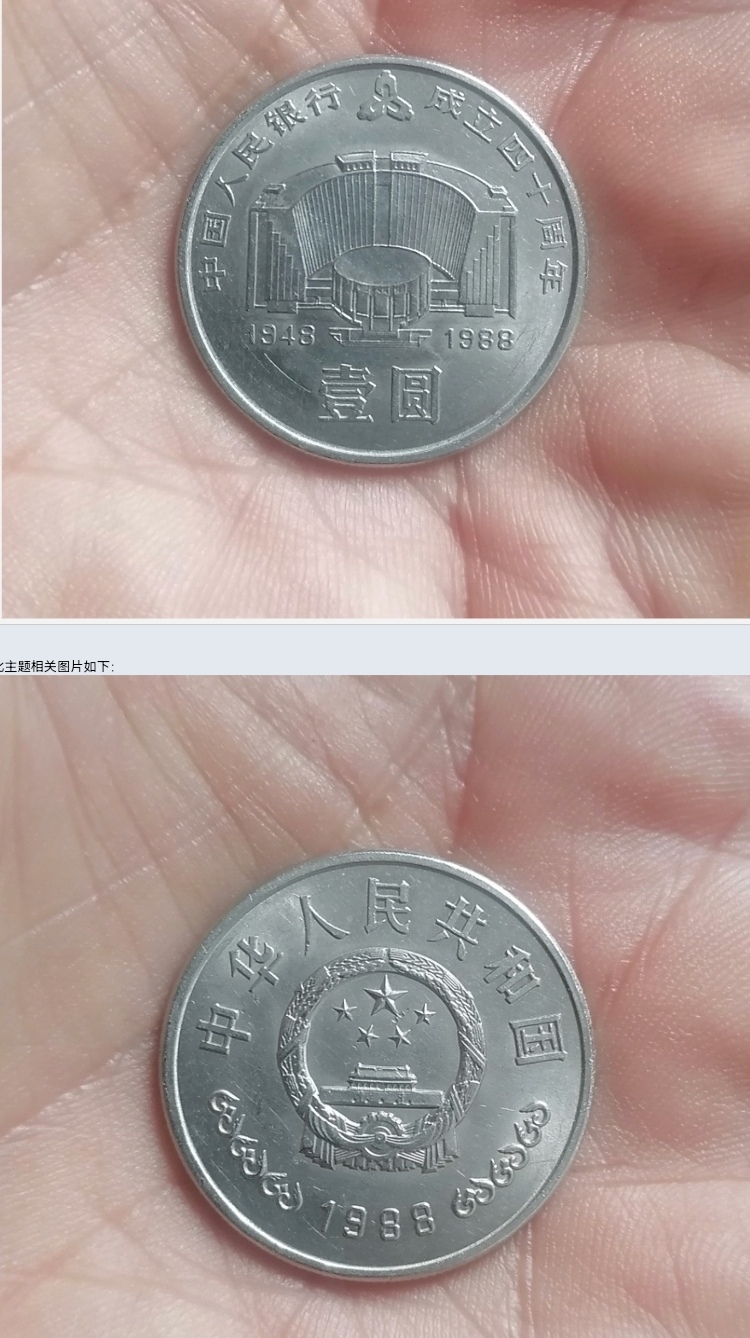 中国人民银行 成立四十周年
1948 1988
壹圆
此主题相关图片如下：
中华人民共和国
1988